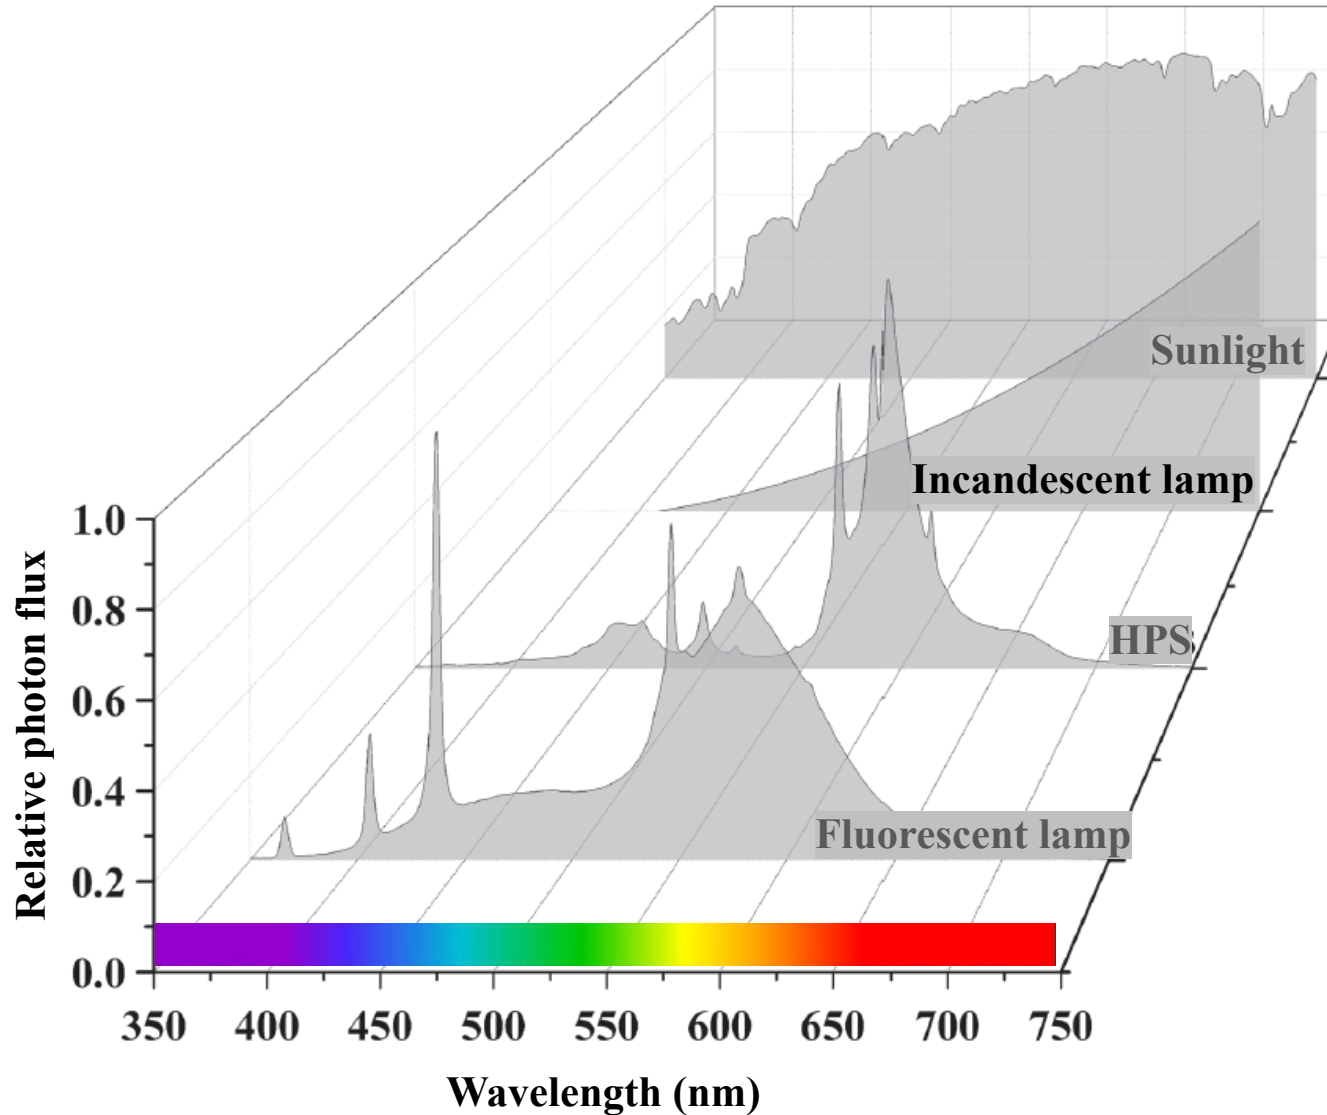 Sunlight
Incandescent lamp
HPS
Fluorescent lamp
Relative photon flux
1.0
0.8
0.6
0.4
0.2
0.0
350 400 450 500 550 600 650 700 750
Wavelength (nm)